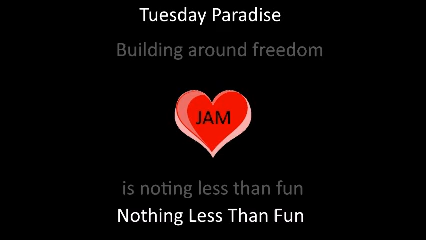 Tuesday Paradise
Building around freedom
JAM
is noting less than fun
Nothing Less Than Fun